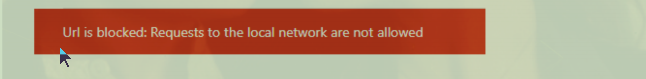 Url is blocked: Requests to the local network are not allowed